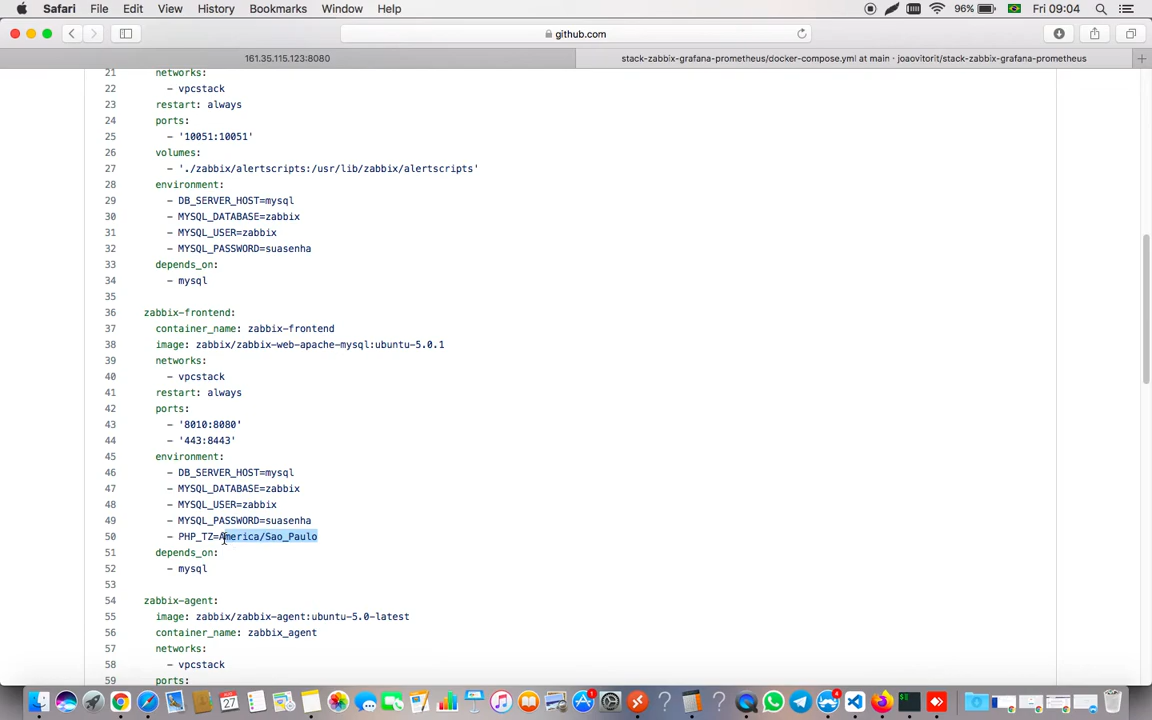 Safari File Edit View History Bookmarks Window Help 96% Fri 09:04
github.com
161.35.115.123:8080 stack-zabbix-grafana-prometheus/docker-compose.yml at main · joaovitorit/stack-zabbix-grafana-prometheus
21 networks:
22 - vpcstack
23 restart: always
24 ports:
25 - '10051:10051'
26 volumes:
27 - './zabbix/alertscripts:/usr/lib/zabbix/alertscripts'
28 environment:
29 - DB_SERVER_HOST=mysql
30 - MYSQL_DATABASE=zabbix
31 - MYSQL_USER=zabbix
32 - MYSQL_PASSWORD=suasenha
33 depends_on:
34 - mysql
35
36 zabbix-frontend:
37 container_name: zabbix-frontend
38 image: zabbix/zabbix-web-apache-mysql:ubuntu-5.0.1
39 networks:
40 - vpcstack
41 restart: always
42 ports:
43 - '8010:8080'
44 - '443:8443'
45 environment:
46 - DB_SERVER_HOST=mysql
47 - MYSQL_DATABASE=zabbix
48 - MYSQL_USER=zabbix
49 - MYSQL_PASSWORD=suasenha
50 - PHP_TZ=America/Sao_Paulo
51 depends_on:
52 - mysql
53
54 zabbix-agent:
55 image: zabbix/zabbix-agent:ubuntu-5.0-latest
56 container_name: zabbix_agent
57 networks:
58 - vpcstack
59 ports: